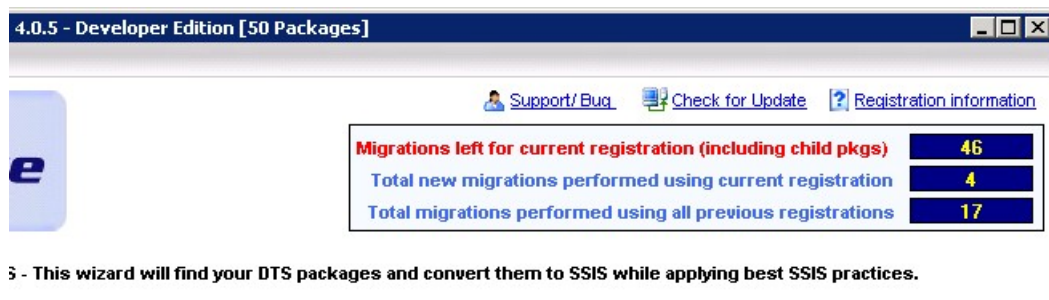 4.0.5 - Developer Edition [50 Packages]
Support/ Bug Check for Update Registration information
Migrations left for current registration (including child pkgs) 46
Total new migrations performed using current registration 4
Total migrations performed using all previous registrations 17
e
S - This wizard will find your DTS packages and convert them to SSIS while applying best SSIS practices.